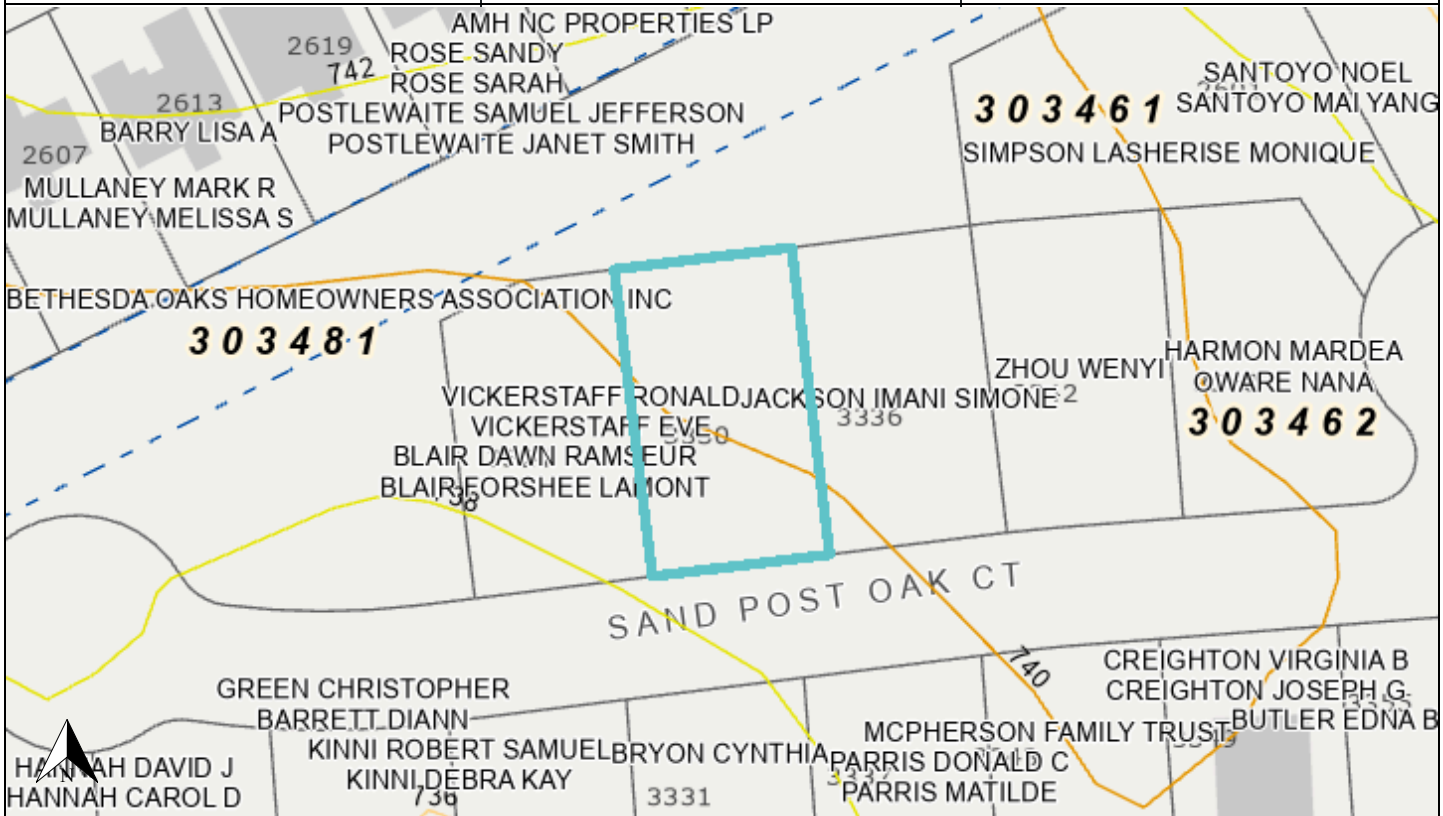 AMH NC PROPERTIES LP
2619
ROSE SANDY
742
ROSE SARAH
SANTOYO NOEL
2613
POSTLEWAITE SAMUEL JEFFERSON
303461
SANTOYO MAI YANG
BARRY LISA A
POSTLEWAITE JANET SMITH
2607
SIMPSON LASHERISE MONIQUE
MULLANEY MARK R
MULLANEY MELISSA S
BETHESDA OAKS HOMEOWNERS ASSOCIATION INC
303481
HARMON MARDEA
ZHOU WENYI
OWARE NANA
VICKERSTAFF RONALD
JACKSON IMANI SIMONE
3336
303462
VICKERSTAFF EVE
3330
BLAIR DAWN RAMSEUR
BLAIR FORSHEE LAMONT
738
SAND POST OAK CT
740
CREIGHTON VIRGINIA B
GREEN CHRISTOPHER
CREIGHTON JOSEPH G
BARRETT DIANN
BUTLER EDNA B
MCPHERSON FAMILY TRUST
KINNI ROBERT SAMUEL
BRYON CYNTHIA
PARRIS DONALD C
HANNAH DAVID J
KINNI DEBRA KAY
PARRIS MATILDE
HANNAH CAROL D
736
3331
N